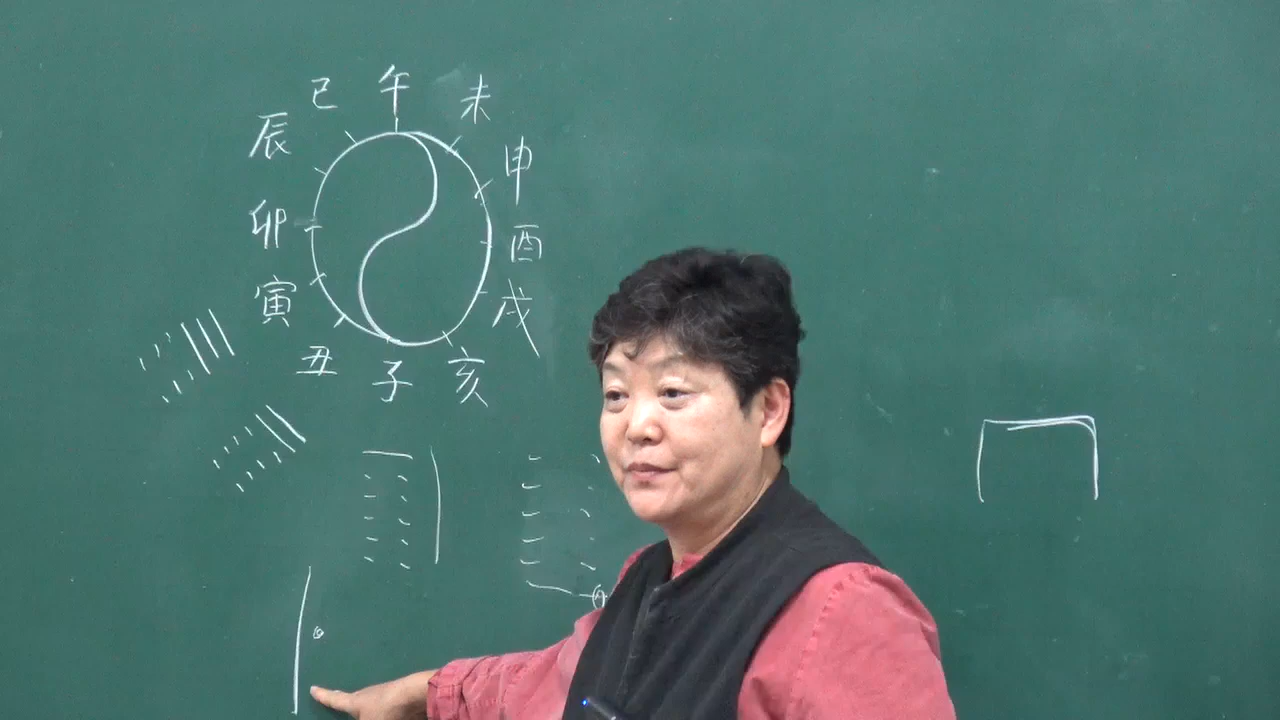 午
未
申
酉
戌
亥
子
丑
寅
卯
辰
巳